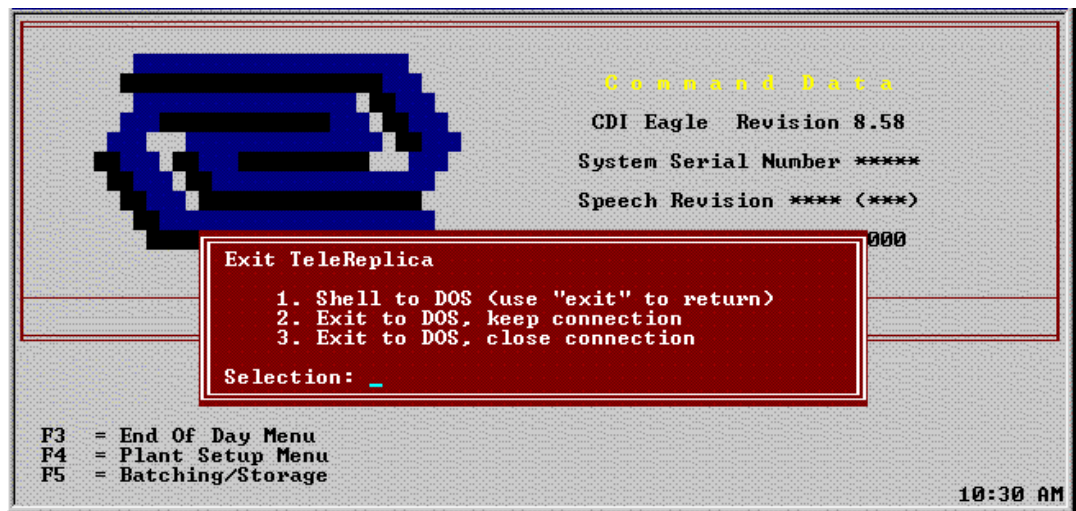 Command Data
CDI Eagle Revision 8.58
System Serial Number *****
Speech Revision **** (***)
000
Exit TeleReplica
1. Shell to DOS (use "exit" to return)
2. Exit to DOS, keep connection
3. Exit to DOS, close connection
Selection: _
F3 = End Of Day Menu
F4 = Plant Setup Menu
F5 = Batching/Storage
10:30 AM